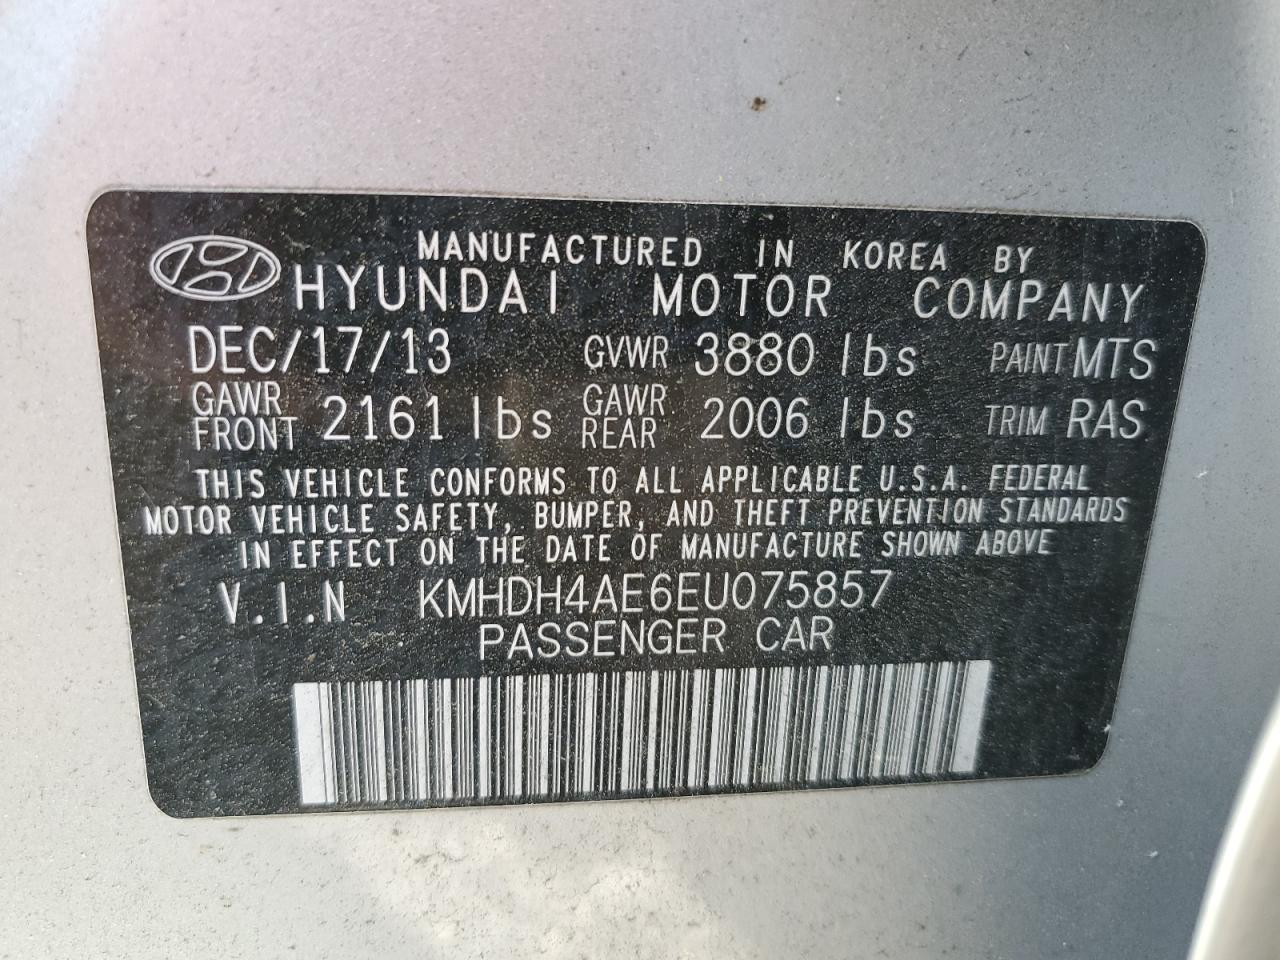 MANUFACTURED IN KOREA BY
HYUNDAI MOTOR COMPANY
DEC/17/13 GVWR 3880 lbs PAINT MTS
GAWR FRONT 2161 lbs GAWR REAR 2006 lbs TRIM RAS
THIS VEHICLE CONFORMS TO ALL APPLICABLE U.S.A. FEDERAL
MOTOR VEHICLE SAFETY, BUMPER, AND THEFT PREVENTION STANDARDS
IN EFFECT ON THE DATE OF MANUFACTURE SHOWN ABOVE
V.I.N KMHDH4AE6EU075857
PASSENGER CAR